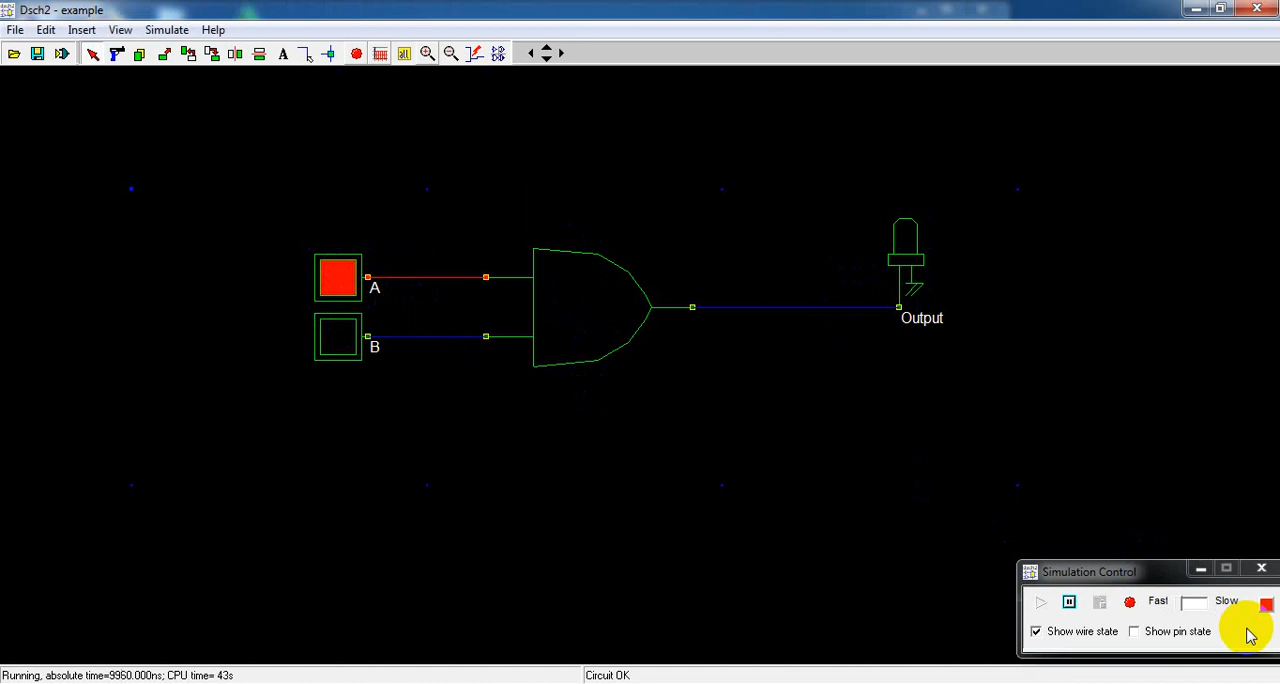 Dsch2 - example
File Edit Insert View Simulate Help
A
all
A
B
Output
Simulation Control
Fast Slow
Show wire state Show pin state
Running, absolute time=9960.000ns; CPU time= 43s
Circuit OK